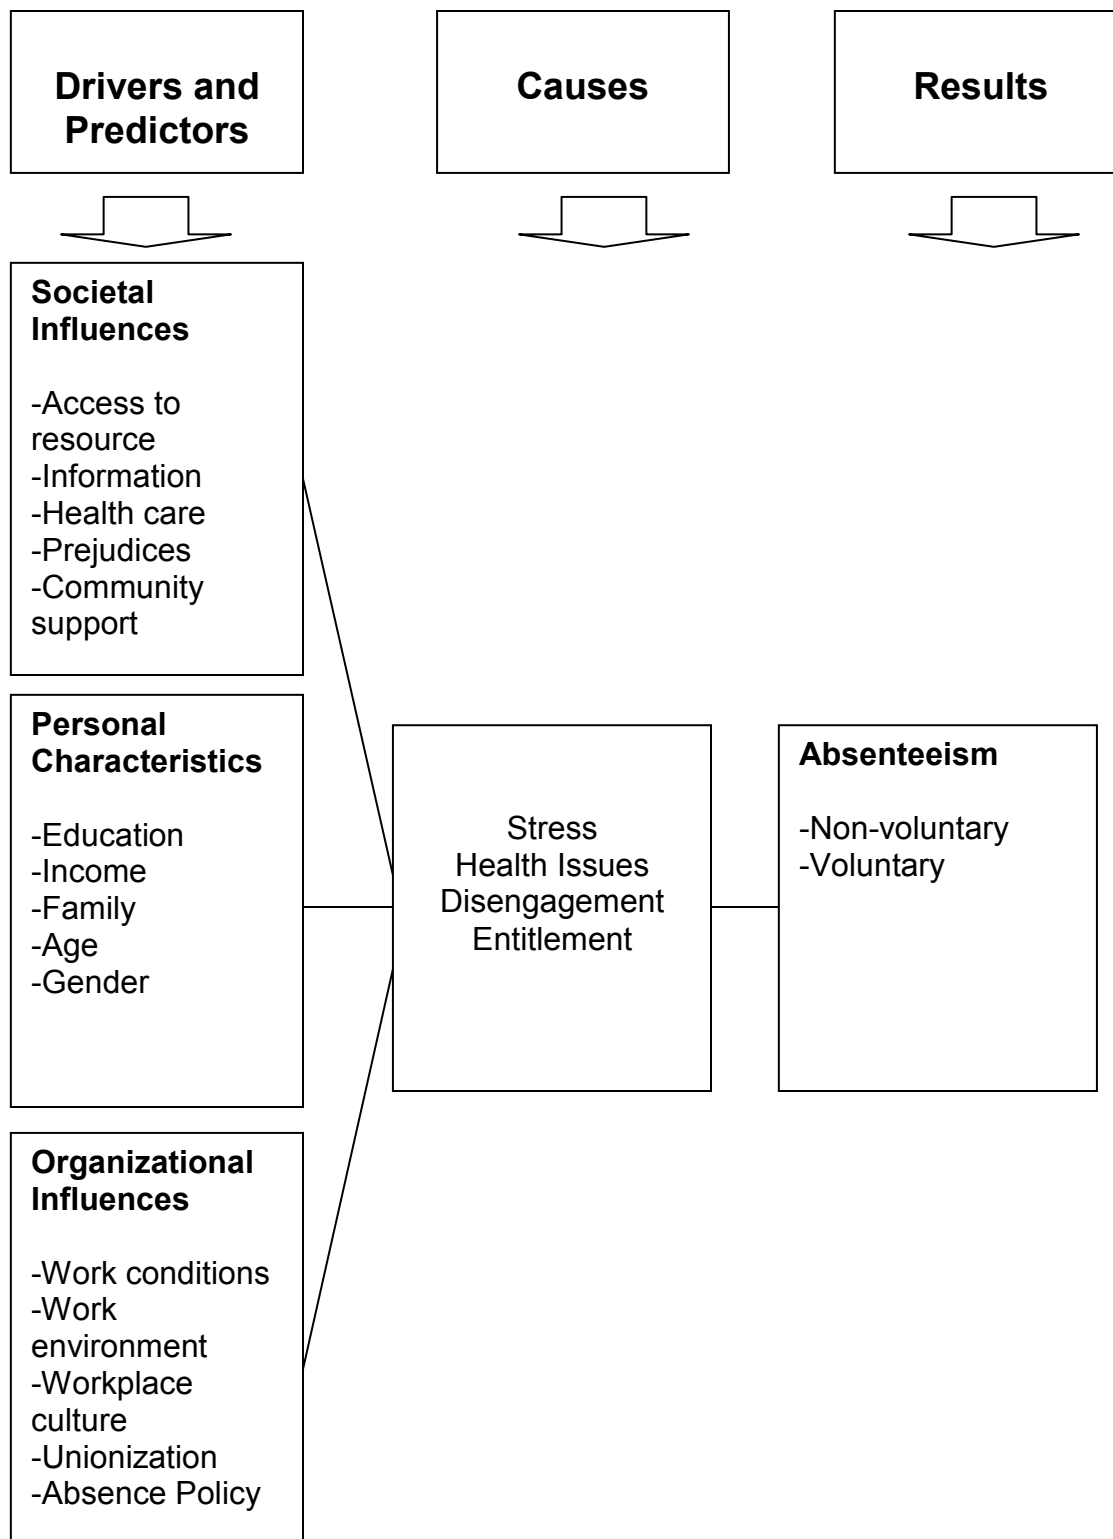 Drivers and
Predictors
Causes
Results
Societal
Influences
-Access to
resource
-Information
-Health care
-Prejudices
-Community
support
Personal
Characteristics
-Education
-Income
-Family
-Age
-Gender
Organizational
Influences
-Work conditions
-Work
environment
-Workplace
culture
-Unionization
-Absence Policy
Stress
Health Issues
Disengagement
Entitlement
Absenteeism
-Non-voluntary
-Voluntary